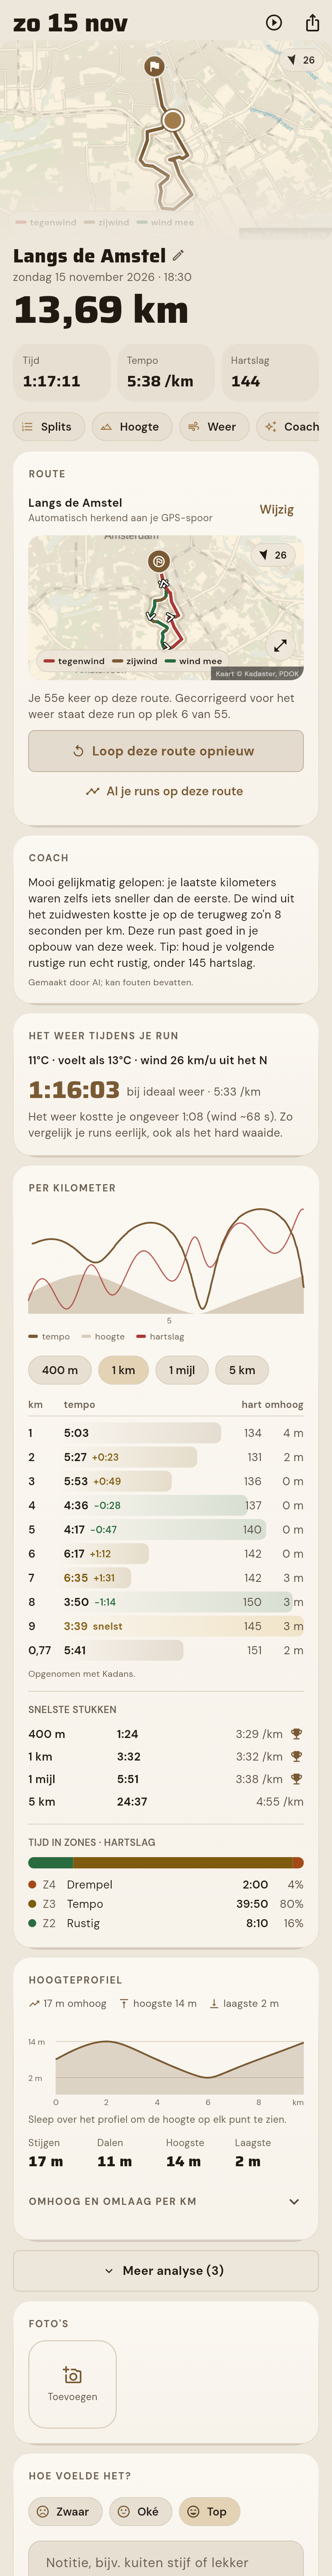 zo 15 nov
26
tegenwind zijwind wind mee
Langs de Amstel
zondag 15 november 2026 · 18:30
13,69 km
Tijd Tempo Hartslag
1:17:11 5:38 /km 144
Splits Hoogte Weer Coach
ROUTE
Langs de Amstel
Automatisch herkend aan je GPS-spoor
Wijzig
Amsterdam
26
tegenwind zijwind wind mee
Kaart © Kadaster, PDOK
Je 55e keer op deze route. Gecorrigeerd voor het
weer staat deze run op plek 6 van 55.
Loop deze route opnieuw
Al je runs op deze route
COACH
Mooi gelijkmatig gelopen: je laatste kilometers
waren zelfs iets sneller dan de eerste. De wind uit
het zuidwesten kostte je op de terugweg zo'n 8
seconden per km. Deze run past goed in je
opbouw van deze week. Tip: houd je volgende
rustige run echt rustig, onder 145 hartslag.
Gemaakt door AI; kan fouten bevatten.
HET WEER TIJDENS JE RUN
11°C · voelt als 13°C · wind 26 km/u uit het N
1:16:03 bij ideaal weer · 5:33 /km
Het weer kostte je ongeveer 1:08 (wind ~68 s). Zo
vergelijk je runs eerlijk, ook als het hard waaide.
PER KILOMETER
5
tempo hoogte hartslag
400 m 1 km 1 mijl 5 km
km tempo hart omhoog
1 5:03 134 4 m
2 5:27 +0:23 131 2 m
3 5:53 +0:49 136 0 m
4 4:36 -0:28 137 0 m
5 4:17 -0:47 140 0 m
6 6:17 +1:12 142 0 m
7 6:35 +1:31 142 3 m
8 3:50 -1:14 150 3 m
9 3:39 snelst 145 3 m
0,77 5:41 151 2 m
Opgenomen met Kadans.
SNELSTE STUKKEN
400 m 1:24 3:29 /km
1 km 3:32 3:32 /km
1 mijl 5:51 3:38 /km
5 km 24:37 4:55 /km
TIJD IN ZONES · HARTSLAG
Z4 Drempel 2:00 4%
Z3 Tempo 39:50 80%
Z2 Rustig 8:10 16%
HOOGTEPROFIEL
17 m omhoog hoogste 14 m laagste 2 m
14 m
2 m
0 2 4 6 8 km
Sleep over het profiel om de hoogte op elk punt te zien.
Stijgen Dalen Hoogste Laagste
17 m 11 m 14 m 2 m
OMHOOG EN OMLAAG PER KM
Meer analyse (3)
FOTO'S
Toevoegen
HOE VOELDE HET?
Zwaar Oké Top
Notitie, bijv. kuiten stijf of lekker